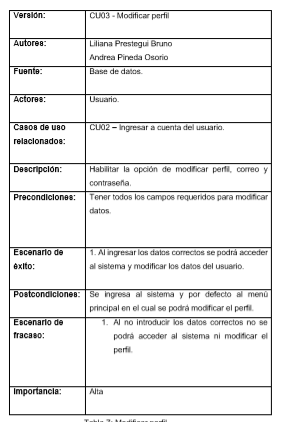 Versión: CU03 - Modificar perfil
Autores: Liliana Prestegui Bruno
Andrea Pineda Osorio
Fuente: Base de datos.
Actores: Usuario.
Casos de uso CU02 – Ingresar a cuenta del usuario.
relacionados:
Descripción: Habilitar la opción de modificar perfil, correo y
contraseña.
Precondiciones: Tener todos los campos requeridos para modificar
datos.
Escenario de 1. Al ingresar los datos correctos se podrá acceder
éxito: al sistema y modificar los datos del usuario.
Postcondiciones: Se ingresa al sistema y por defecto al menú
principal en el cual se podrá modificar el perfil.
Escenario de 1. Al no introducir los datos correctos no se
fracaso: podrá acceder al sistema ni modificar el
perfil.
Importancia: Alta
Tabla 7: Modificar perfil